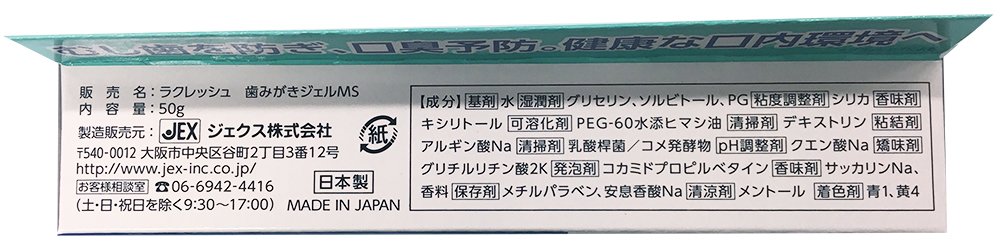 むし歯を防ぎ、口臭予防。健康な口内環境へ
販売名：ラクレッシュ 歯みがきジェルMS
内容量：50g
製造販売元：JEX ジェクス株式会社
〒540-0012 大阪市中央区谷町2丁目3番12号
http://www.jex-inc.co.jp/
お客様相談室 ☎06-6942-4416
(土・日・祝日を除く9:30〜17:00)
紙
日本製
MADE IN JAPAN
【成分】基剤 水 湿潤剤 グリセリン、ソルビトール、PG 粘度調整剤 シリカ 香味剤
キシリトール 可溶化剤 PEG-60水添ヒマシ油 清掃剤 デキストリン 粘結剤
アルギン酸Na 清掃剤 乳酸桿菌／コメ発酵物 pH調整剤 クエン酸Na 矯味剤
グリチルリチン酸2K 発泡剤 コカミドプロピルベタイン 香味剤 サッカリンNa、
香料 保存剤 メチルパラベン、安息香酸Na 清涼剤 メントール 着色剤 青1、黄4